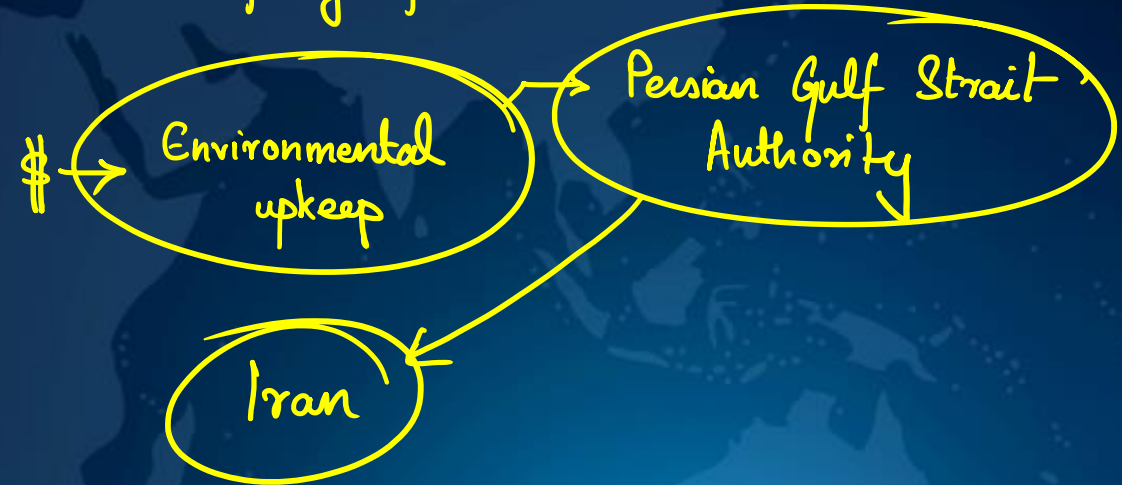 $
Environmental
upkeep
Persian Gulf Strait
Authority
Iran